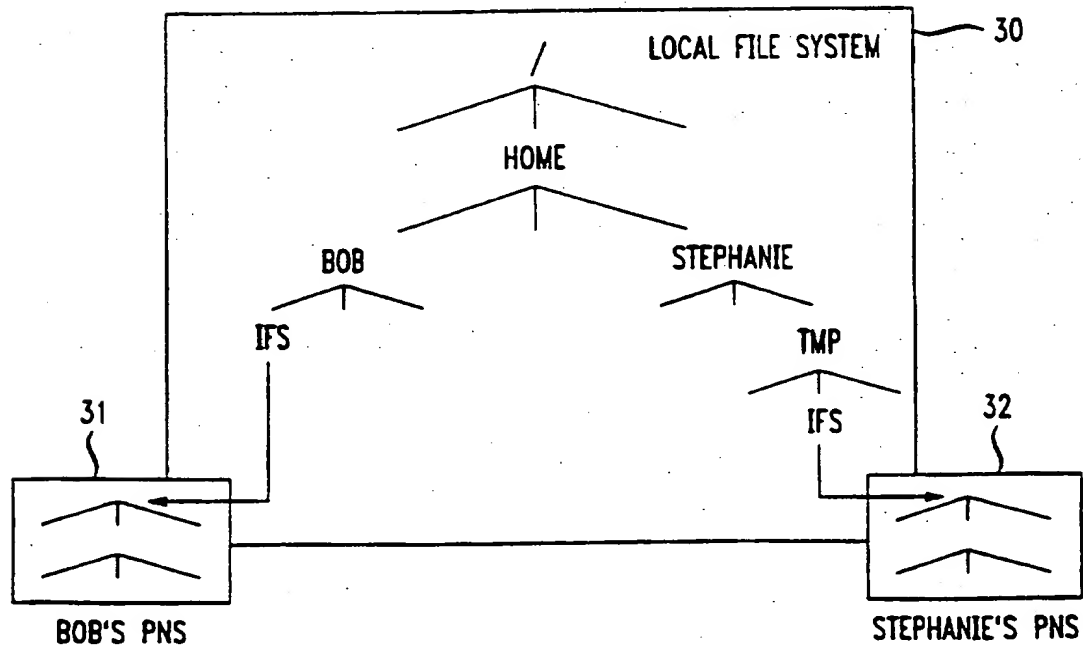 30
LOCAL FILE SYSTEM
/
HOME
BOB
STEPHANIE
IFS
TMP
IFS
31
32
BOB'S PNS
STEPHANIE'S PNS